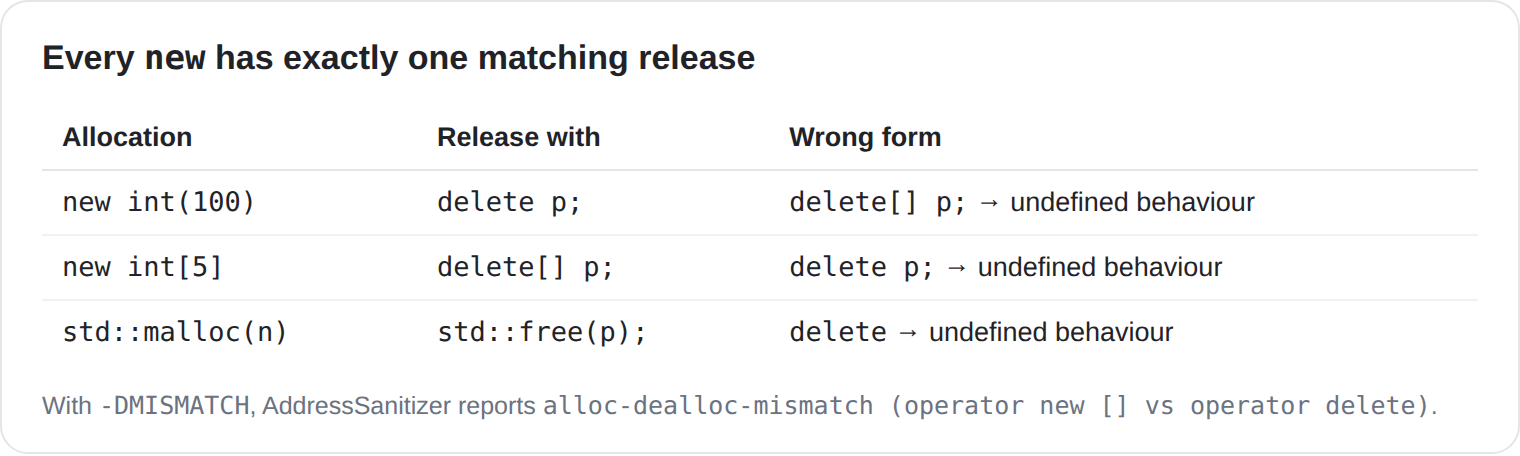 Every new has exactly one matching release
Allocation Release with Wrong form
new int(100) delete p; delete[] p; → undefined behaviour
new int[5] delete[] p; delete p; → undefined behaviour
std::malloc(n) std::free(p); delete → undefined behaviour
With -DMISMATCH, AddressSanitizer reports alloc-dealloc-mismatch (operator new [] vs operator delete).